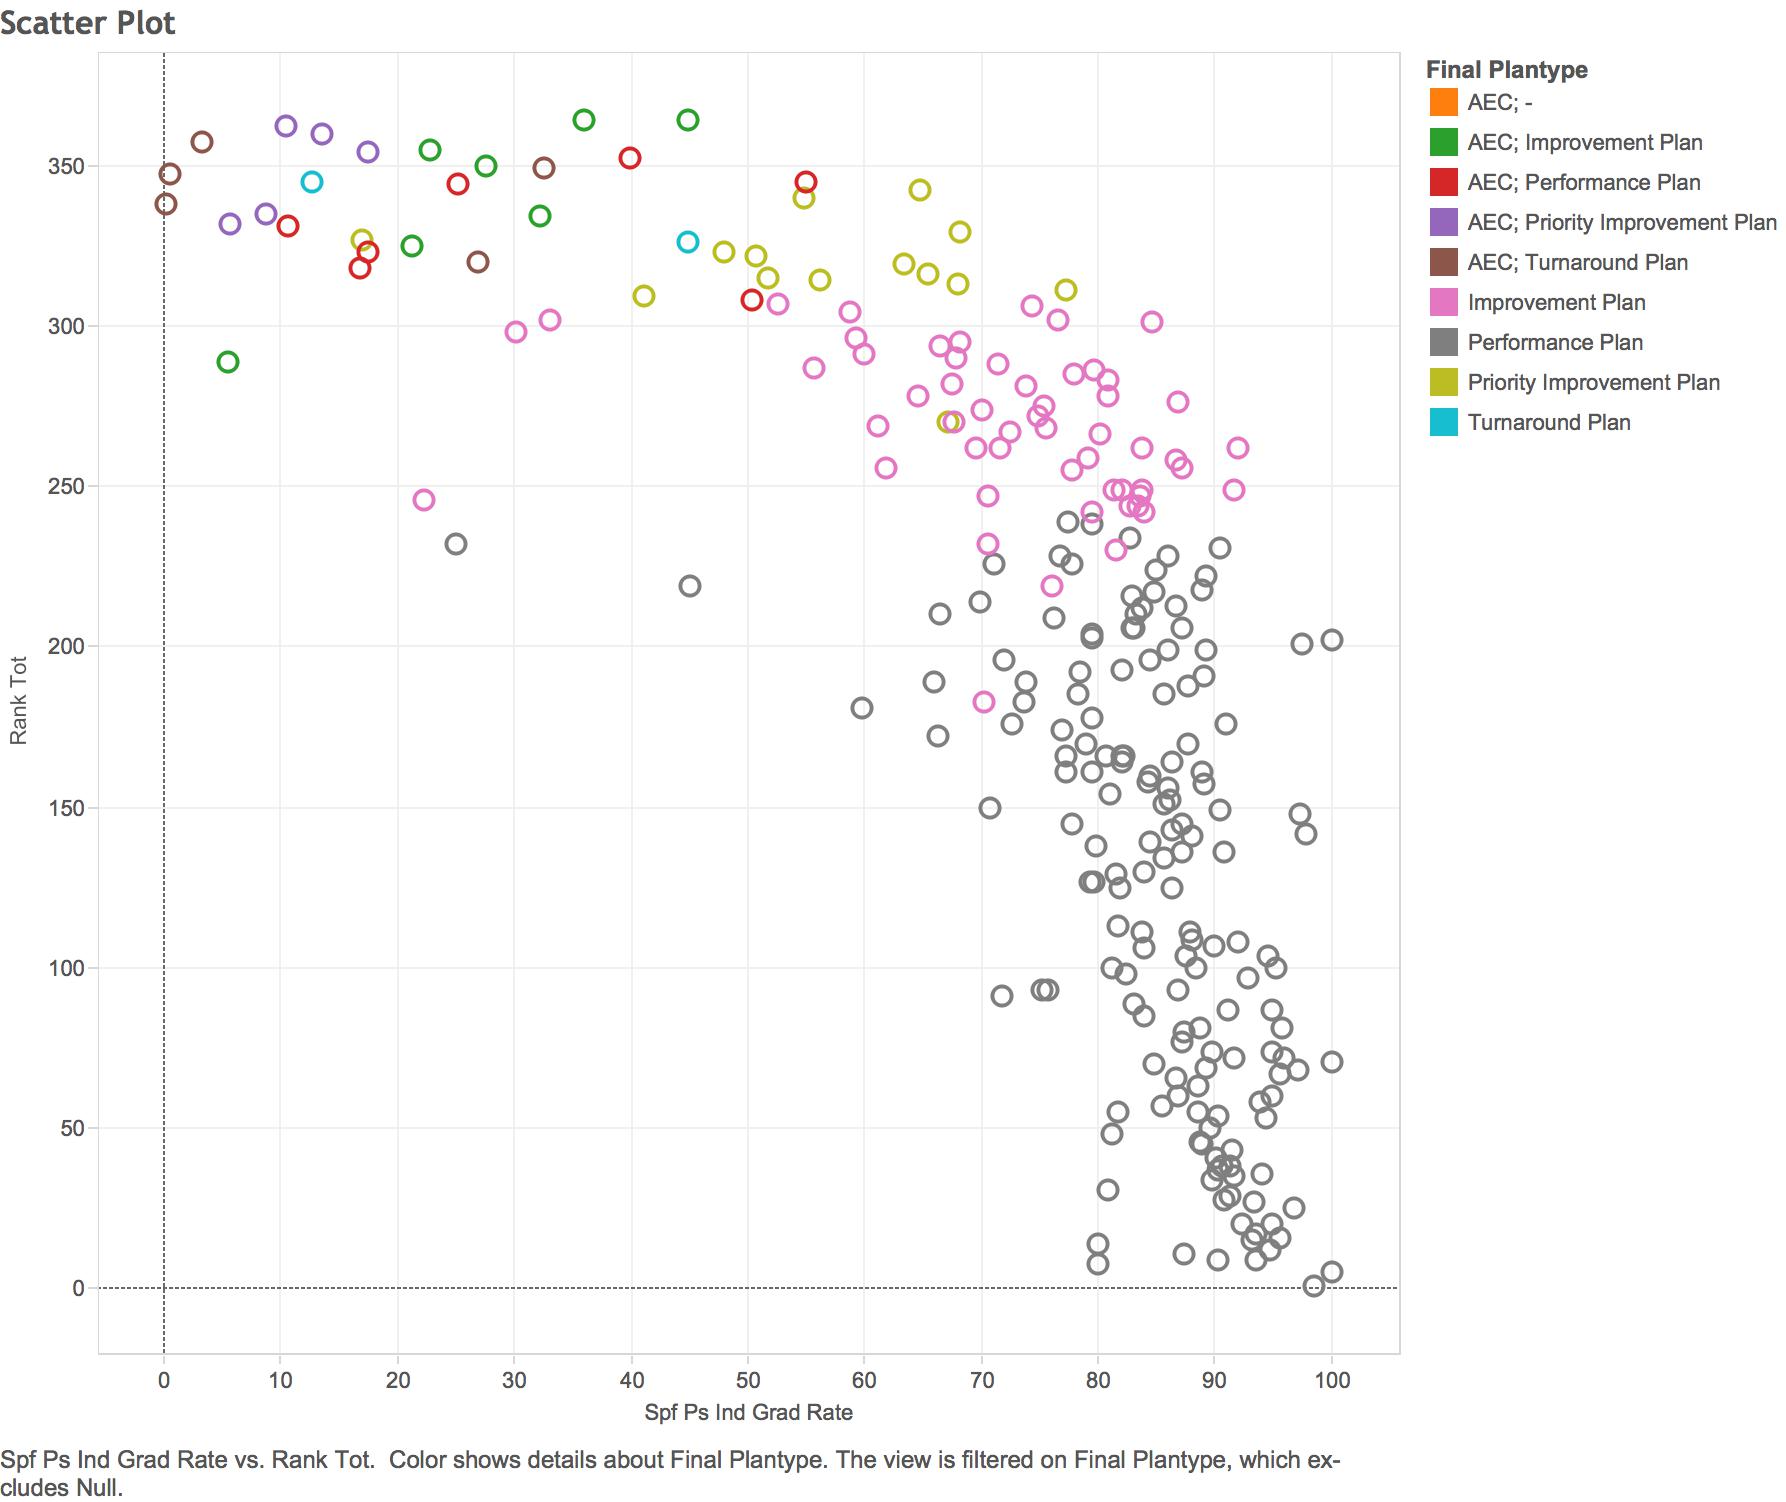 Scatter Plot
Final Plantype
AEC; -
AEC; Improvement Plan
AEC; Performance Plan
AEC; Priority Improvement Plan
AEC; Turnaround Plan
Improvement Plan
Performance Plan
Priority Improvement Plan
Turnaround Plan
Rank Tot
350
300
250
200
150
100
50
0
0 10 20 30 40 50 60 70 80 90 100
Spf Ps Ind Grad Rate
Spf Ps Ind Grad Rate vs. Rank Tot.  Color shows details about Final Plantype. The view is filtered on Final Plantype, which ex-
cludes Null.